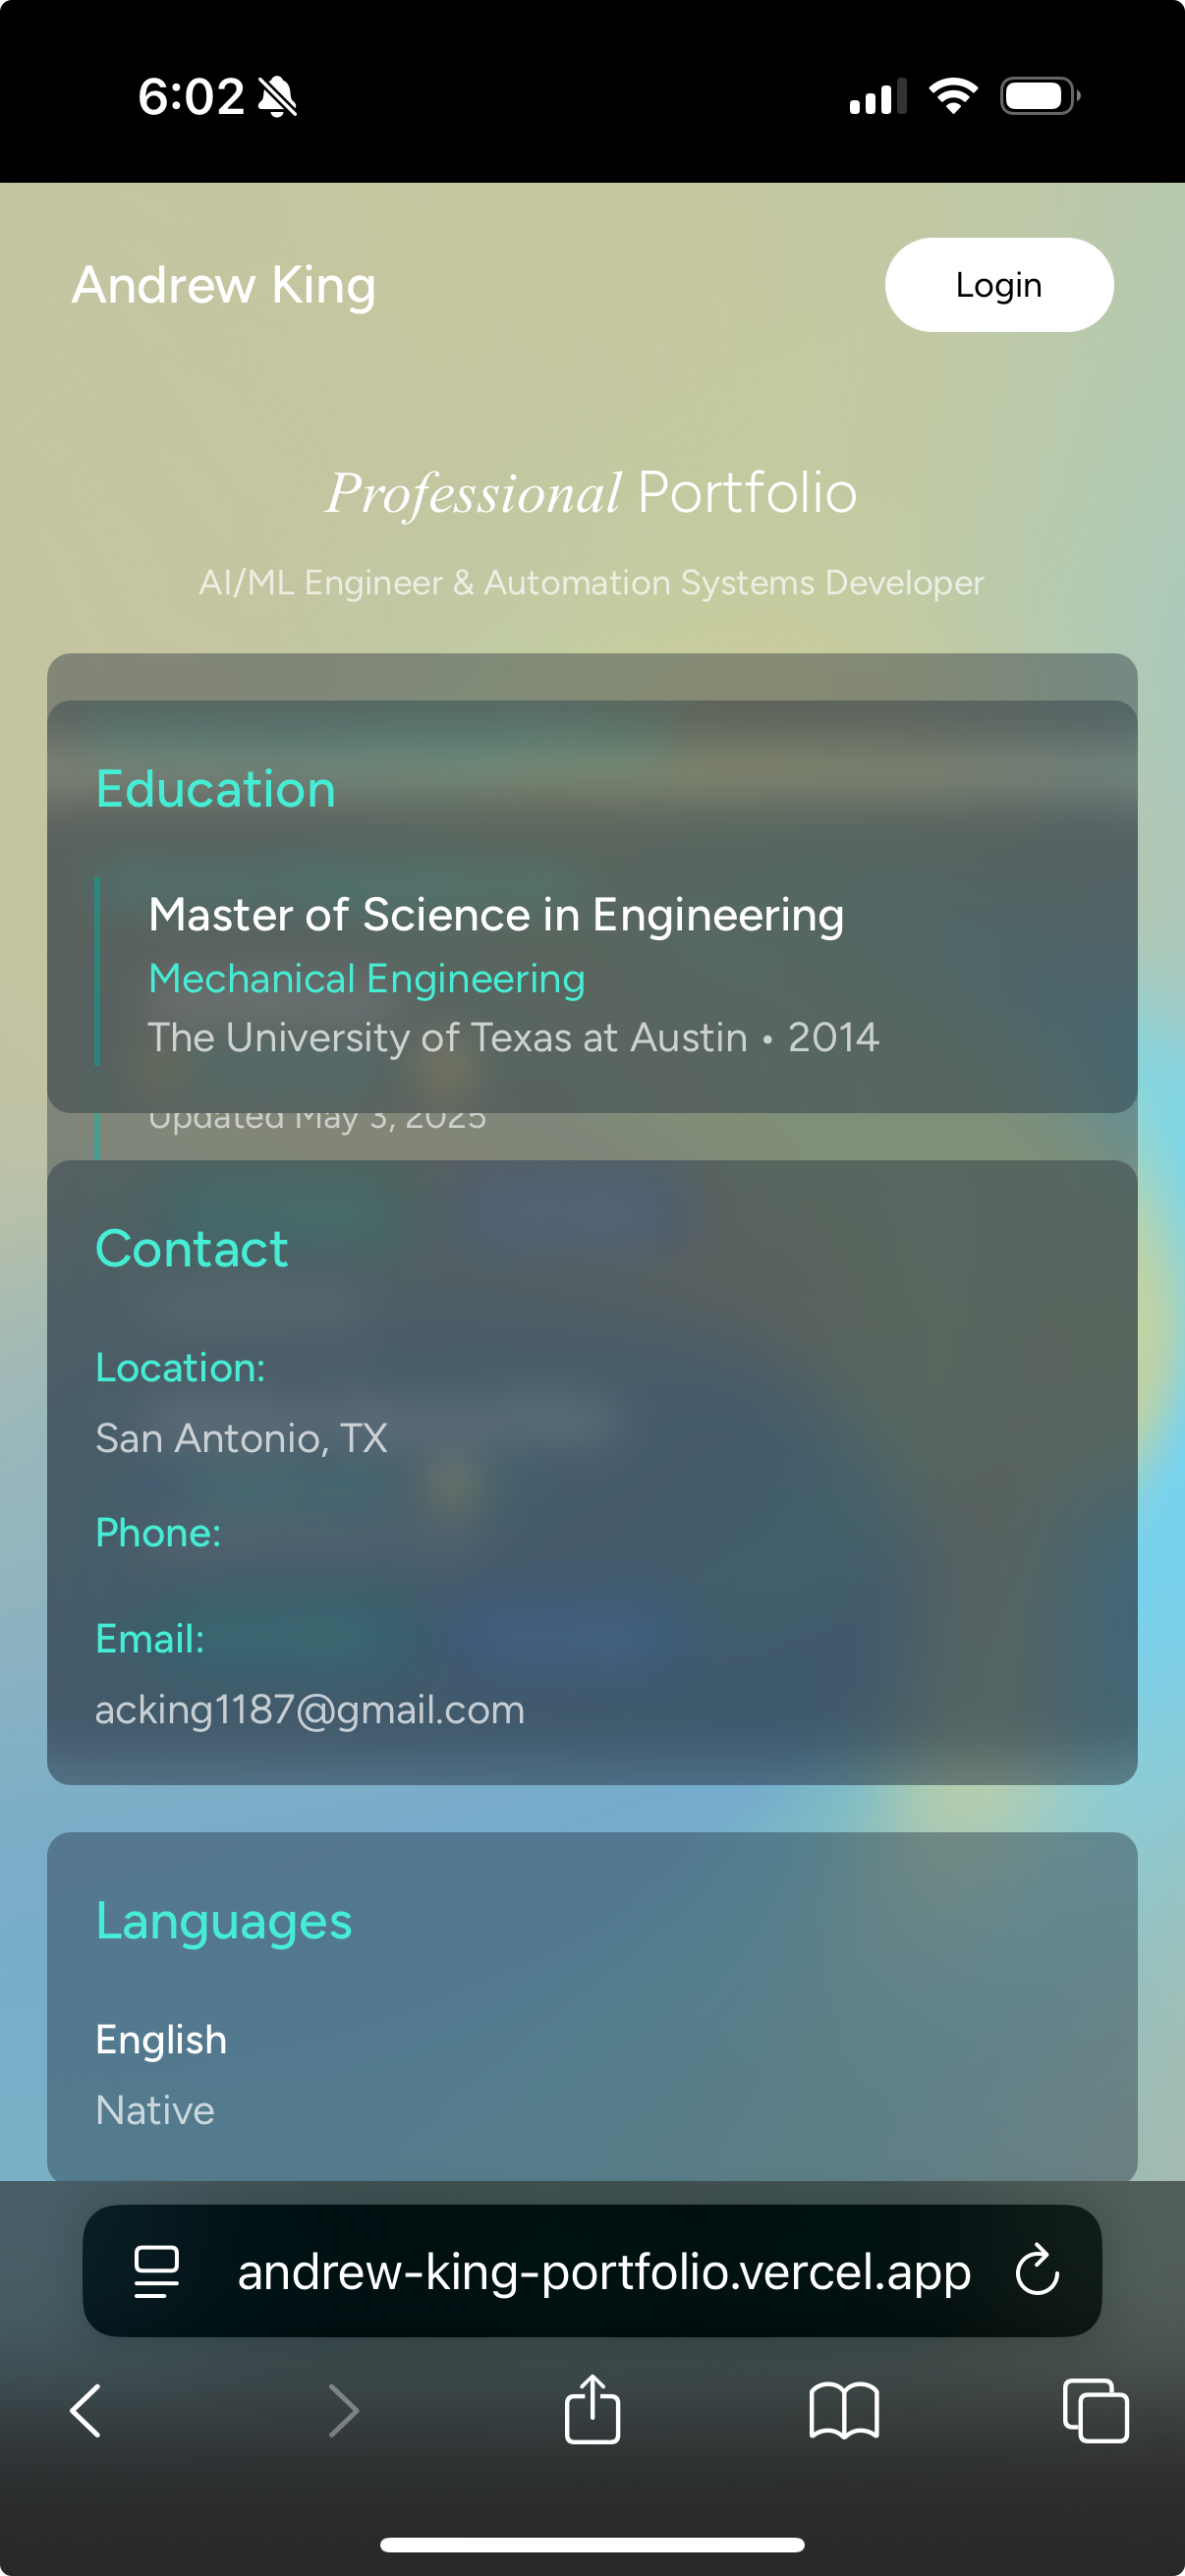 6:02
Andrew King
Login
Professional Portfolio
AI/ML Engineer & Automation Systems Developer
Education
Master of Science in Engineering
Mechanical Engineering
The University of Texas at Austin • 2014
Updated May 3, 2025
Contact
Location:
San Antonio, TX
Phone:
Email:
acking1187@gmail.com
Languages
English
Native
andrew-king-portfolio.vercel.app